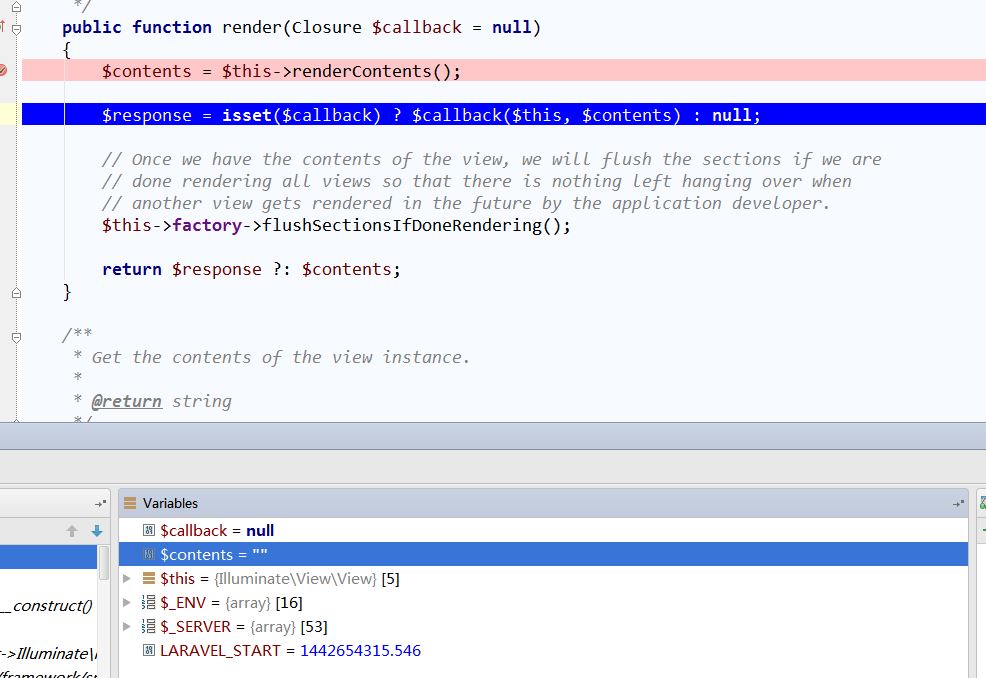 */
public function render(Closure $callback = null)
{
$contents = $this->renderContents();
$response = isset($callback) ? $callback($this, $contents) : null;
// Once we have the contents of the view, we will flush the sections if we are
// done rendering all views so that there is nothing left hanging over when
// another view gets rendered in the future by the application developer.
$this->factory->flushSectionsIfDoneRendering();
return $response ?: $contents;
}
/**
* Get the contents of the view instance.
*
* @return string
*/
Variables
$callback = null
$contents = ""
$this = {Illuminate\View\View} [5]
$_ENV = {array} [16]
__construct()
$_SERVER = {array} [53]
->Illuminate\
LARAVEL_START = 1442654315.546
/framework/